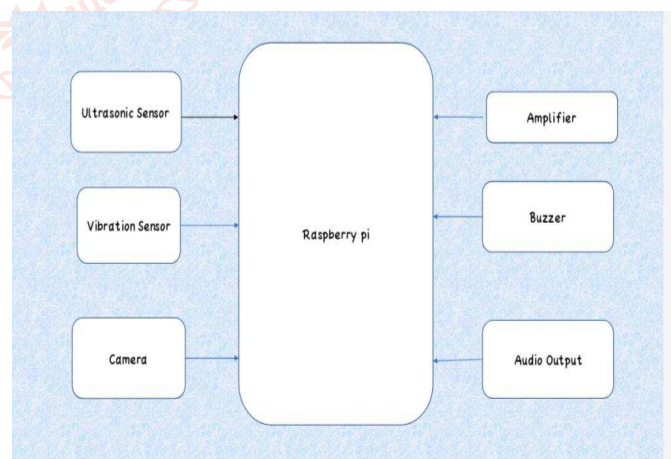 Ultrasonic Sensor
Vibration Sensor
Camera
Raspberry pi
Amplifier
Buzzer
Audio Output